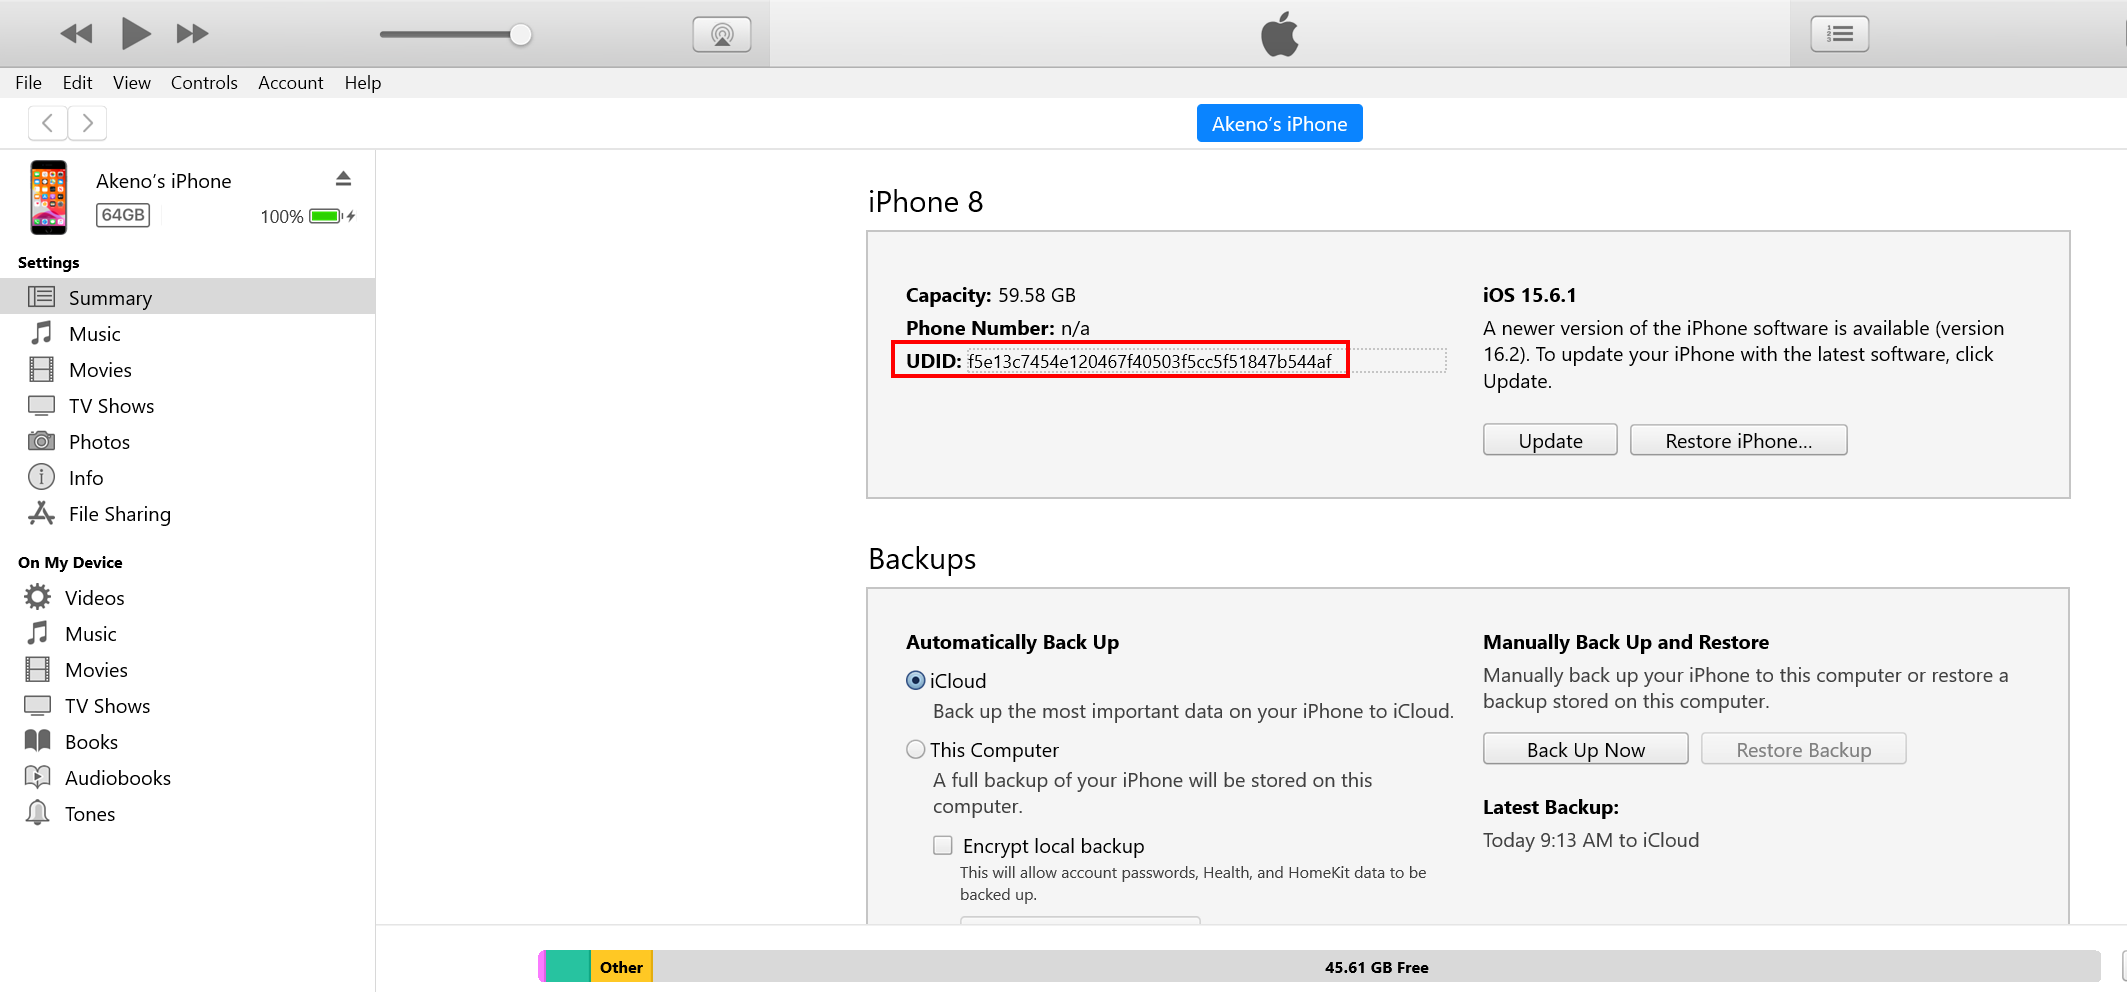 File Edit View Controls Account Help
Akeno’s iPhone
Akeno’s iPhone
64GB
100%
Settings
Summary
Music
Movies
TV Shows
Photos
Info
File Sharing
On My Device
Videos
Music
Movies
TV Shows
Books
Audiobooks
Tones
iPhone 8
Capacity: 59.58 GB
Phone Number: n/a
UDID: f5e13c7454e120467f40503f5cc5f51847b544af
iOS 15.6.1
A newer version of the iPhone software is available (version
16.2). To update your iPhone with the latest software, click
Update.
Update
Restore iPhone...
Backups
Automatically Back Up
iCloud
Back up the most important data on your iPhone to iCloud.
This Computer
A full backup of your iPhone will be stored on this
computer.
Encrypt local backup
This will allow account passwords, Health, and HomeKit data to be
backed up.
Manually Back Up and Restore
Manually back up your iPhone to this computer or restore a
backup stored on this computer.
Back Up Now
Restore Backup
Latest Backup:
Today 9:13 AM to iCloud
Other
45.61 GB Free